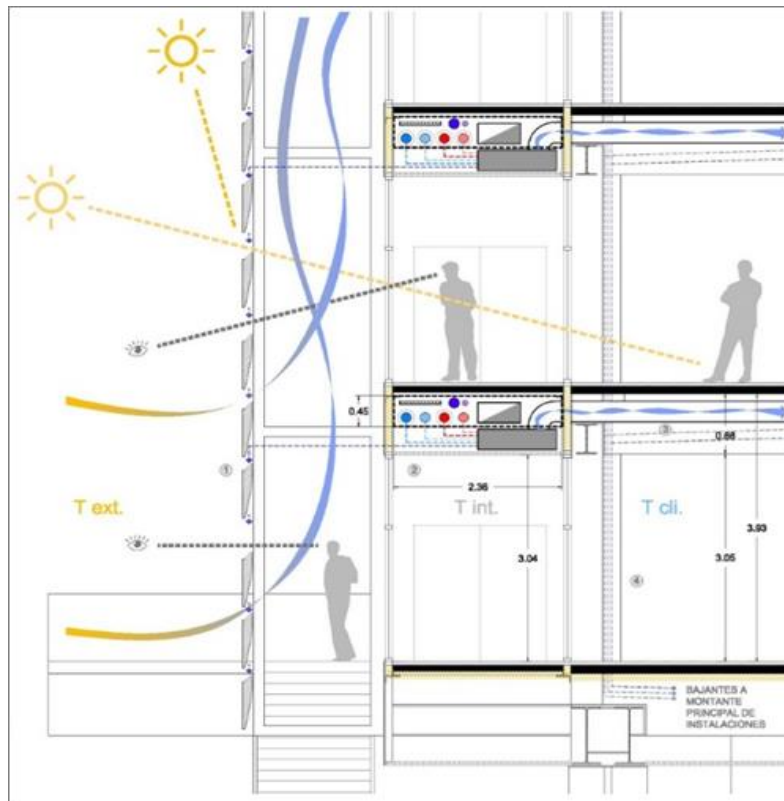 0.45
①
②
2.36
③
0.88
T ext.
T int.
T cli.
3.93
3.04
3.05
④
BAJANTES A
MONTANTE
PRINCIPAL DE
INSTALACIONES